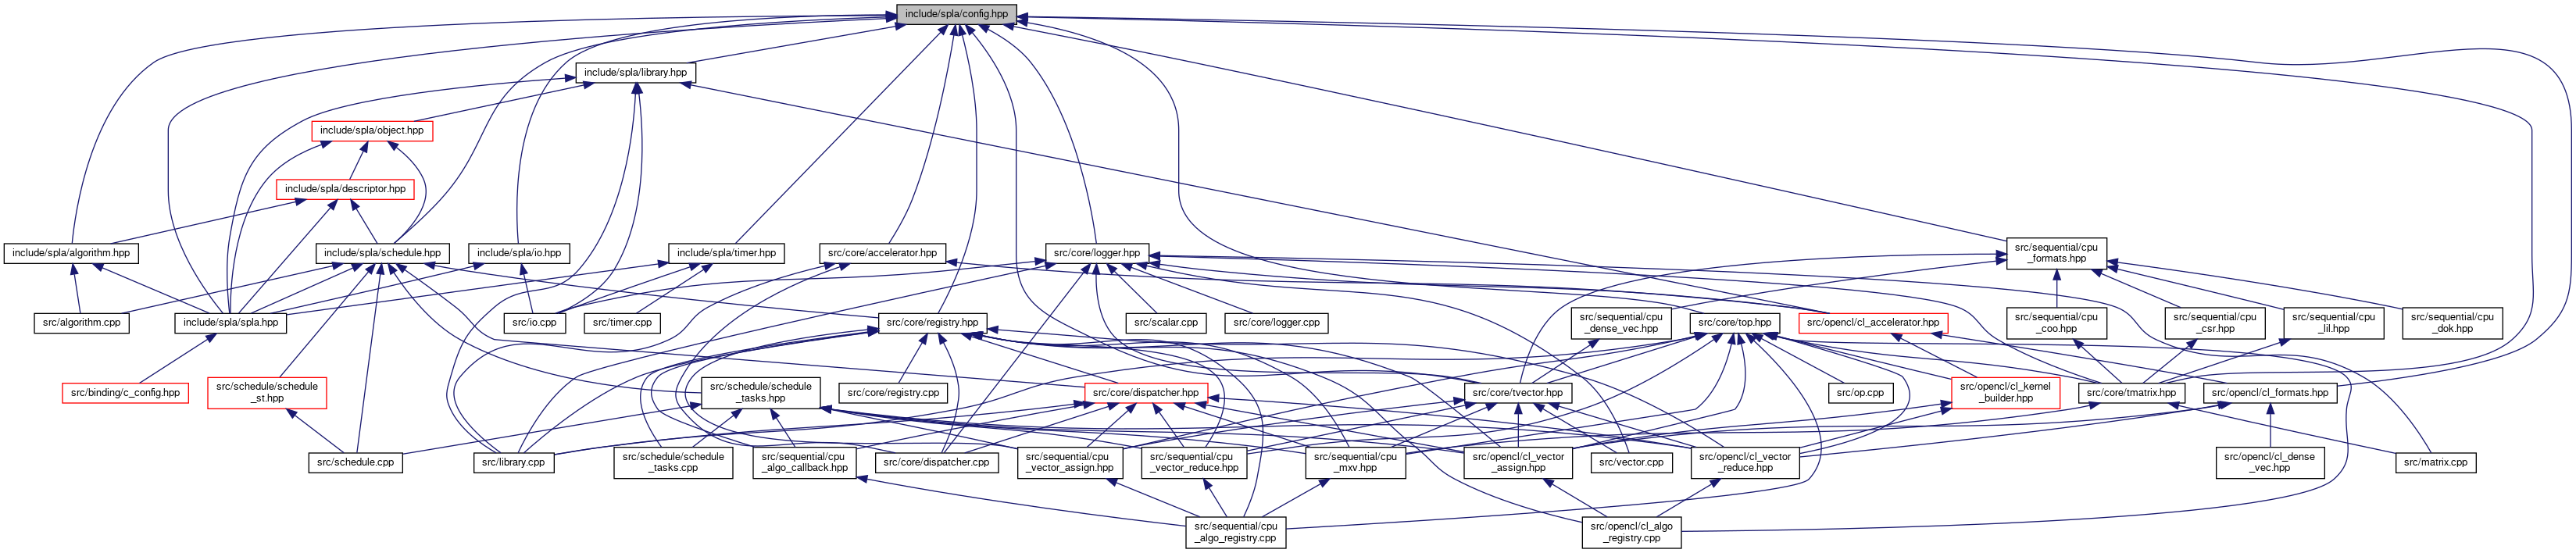 include/spla/config.hpp
include/spla/library.hpp
include/spla/object.hpp
include/spla/descriptor.hpp
include/spla/algorithm.hpp
include/spla/schedule.hpp
include/spla/io.hpp
include/spla/timer.hpp
src/core/accelerator.hpp
src/core/logger.hpp
src/sequential/cpu
_formats.hpp
src/algorithm.cpp
include/spla/spla.hpp
src/io.cpp
src/timer.cpp
src/core/registry.hpp
src/scalar.cpp
src/core/logger.cpp
src/sequential/cpu
_dense_vec.hpp
src/core/top.hpp
src/opencl/cl_accelerator.hpp
src/sequential/cpu
_coo.hpp
src/sequential/cpu
_csr.hpp
src/sequential/cpu
_lil.hpp
src/sequential/cpu
_dok.hpp
src/binding/c_config.hpp
src/schedule/schedule
_st.hpp
src/schedule/schedule
_tasks.hpp
src/core/registry.cpp
src/core/dispatcher.hpp
src/core/tvector.hpp
src/op.cpp
src/opencl/cl_kernel
_builder.hpp
src/core/tmatrix.hpp
src/opencl/cl_formats.hpp
src/schedule.cpp
src/library.cpp
src/schedule/schedule
_tasks.cpp
src/sequential/cpu
_algo_callback.hpp
src/core/dispatcher.cpp
src/sequential/cpu
_vector_assign.hpp
src/sequential/cpu
_vector_reduce.hpp
src/sequential/cpu
_mxv.hpp
src/opencl/cl_vector
_assign.hpp
src/vector.cpp
src/opencl/cl_vector
_reduce.hpp
src/opencl/cl_dense
_vec.hpp
src/matrix.cpp
src/sequential/cpu
_algo_registry.cpp
src/opencl/cl_algo
_registry.cpp